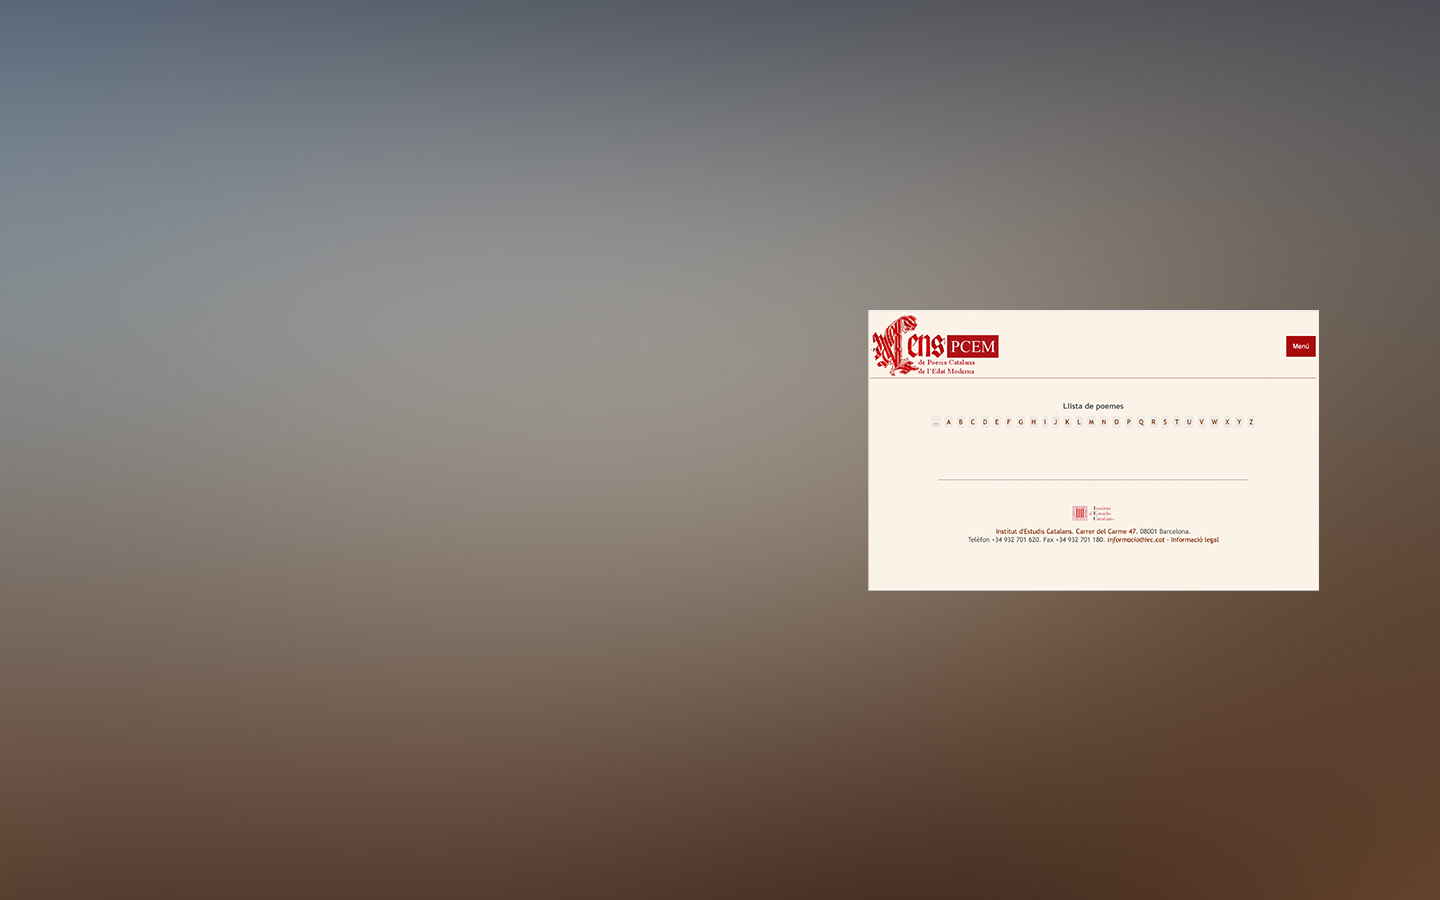 Cens PCEM
de Poesia Catalana
de l'Edat Moderna
Menú
Llista de poemes
... A B C D E F G H I J K L M N O P Q R S T U V W X Y Z
Institut
d'Estudis
Catalans
Institut d'Estudis Catalans. Carrer del Carme 47. 08001 Barcelona.
Telèfon +34 932 701 620. Fax +34 932 701 180. informacio@iec.cat - Informació legal